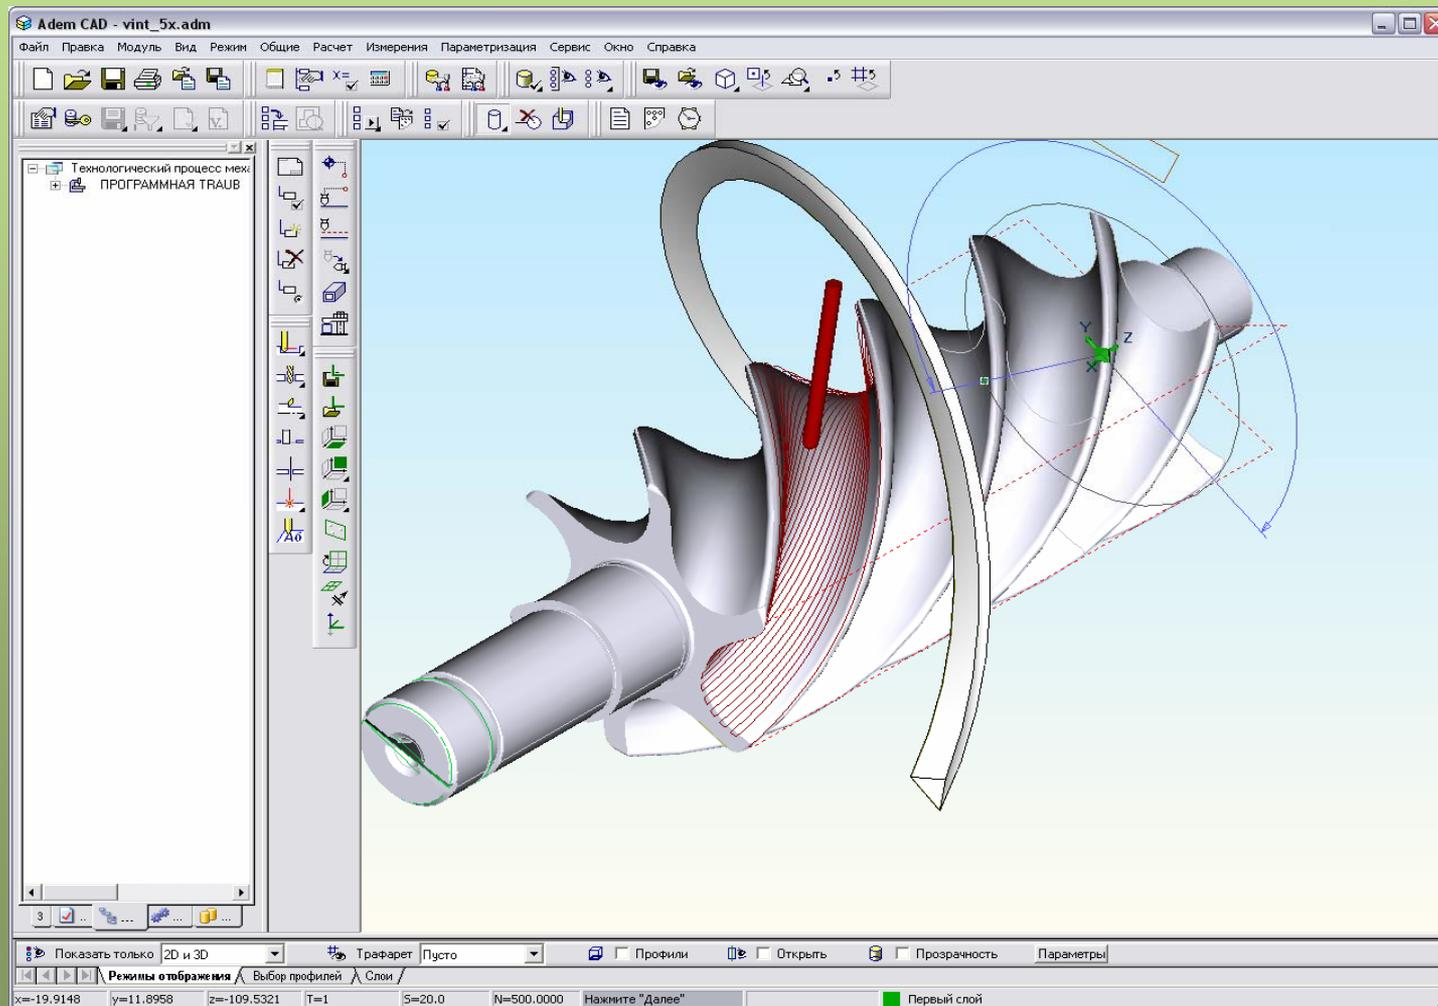 Adem CAD - vint_5x.adm
Файл Правка Модуль Вид Режим Общие Расчет Измерения Параметризация Сервис Окно Справка
Технологический процесс меха
ПРОГРАММНАЯ TRAUB
Y
Z
X
3 .. ... ... ...
Показать только 2D и 3D Трафарет Пусто Профили Открыть Прозрачность Параметры
Режимы отображения Выбор профилей Слои
x=-19.9148 y=11.8958 z=-109.5321 T=1 S=20.0 N=500.0000 Нажмите "Далее" Первый слой